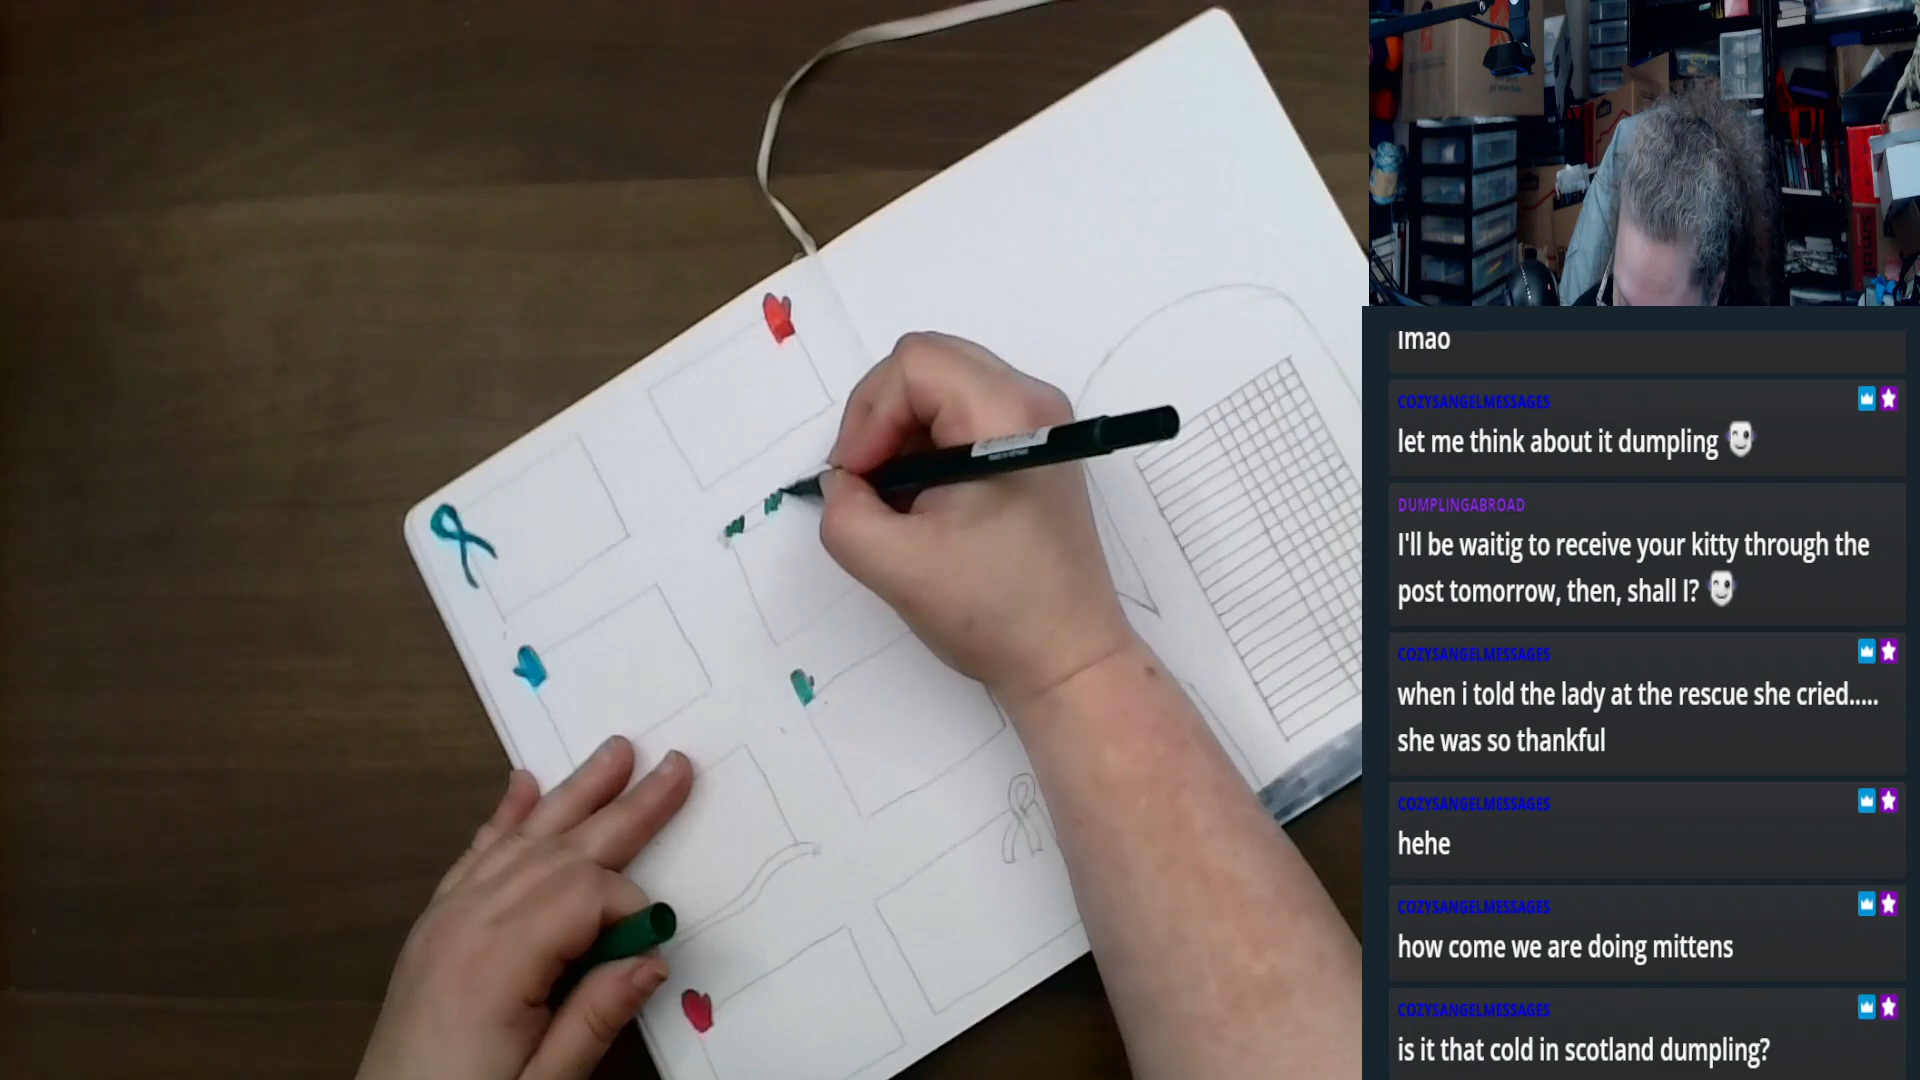 lmao
COZYSANGELMESSAGES
let me think about it dumpling
DUMPLINGABROAD
I'll be waitig to receive your kitty through the
post tomorrow, then, shall I?
COZYSANGELMESSAGES
when i told the lady at the rescue she cried.....
she was so thankful
COZYSANGELMESSAGES
hehe
COZYSANGELMESSAGES
how come we are doing mittens
COZYSANGELMESSAGES
is it that cold in scotland dumpling?